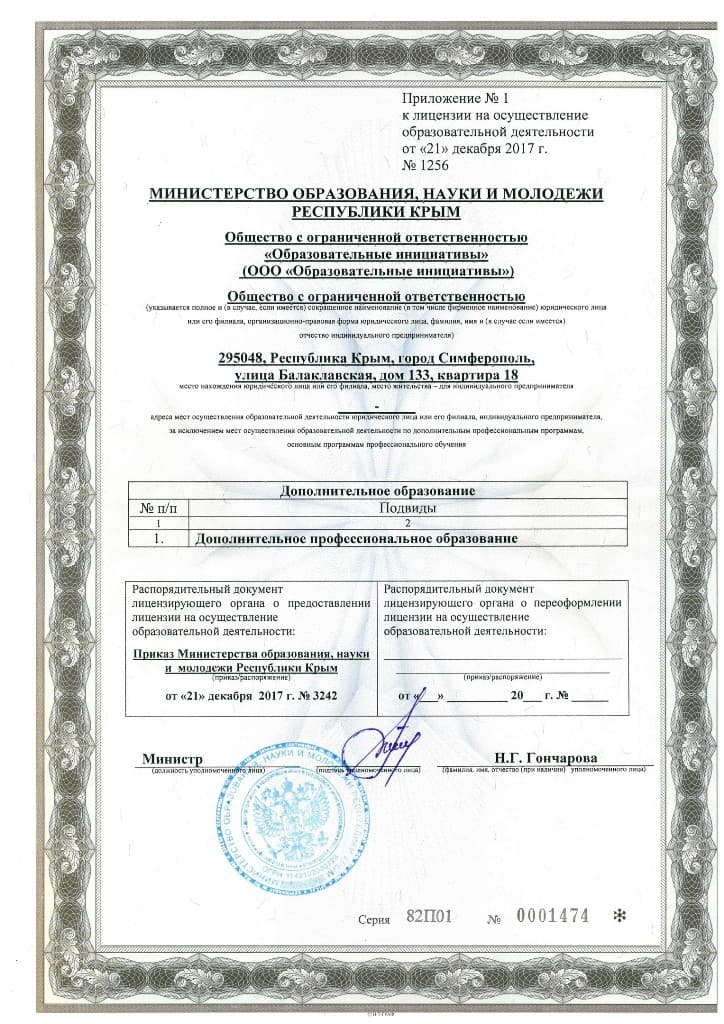 Приложение № 1
к лицензии на осуществление
образовательной деятельности
от «21» декабря 2017 г.
№ 1256
МИНИСТЕРСТВО ОБРАЗОВАНИЯ, НАУКИ И МОЛОДЕЖИ
РЕСПУБЛИКИ КРЫМ
Общество с ограниченной ответственностью
«Образовательные инициативы»
(ООО «Образовательные инициативы»)
Общество с ограниченной ответственностью
(указывается полное и (в случае, если имеется) сокращенное наименование (в том числе фирменное наименование) юридического лица
или его филиала, организационно-правовая форма юридического лица, фамилия, имя и (в случае если имеется)
отчество индивидуального предпринимателя)
295048, Республика Крым, город Симферополь,
улица Балаклавская, дом 133, квартира 18
место нахождения юридического лица или его филиала, место жительства – для индивидуального предпринимателя
-
адреса мест осуществления образовательной деятельности юридического лица или его филиала, индивидуального предпринимателя,
за исключением мест осуществления образовательной деятельности по дополнительным профессиональным программам,
основным программам профессионального обучения
Дополнительное образование
№ п/п Подвиды
1 2
1. Дополнительное профессиональное образование
Распорядительный документ
лицензирующего органа о предоставлении
лицензии на осуществление
образовательной деятельности:
Приказ Министерства образования, науки
и молодежи Республики Крым
(приказ/распоряжение)
от «21» декабря 2017 г. № 3242
Распорядительный документ
лицензирующего органа о переоформлении
лицензии на осуществление
образовательной деятельности:
(приказ/распоряжение)
от «___» __________ 20___ г. № ______
Министр Н.Г. Гончарова
(должность уполномоченного лица) (подпись уполномоченного лица) (фамилия, имя, отчество (при наличии) уполномоченного лица)
МИНИСТЕРСТВО ОБРАЗОВАНИЯ, НАУКИ И МОЛОДЕЖИ
Серия 82П01 № 0001474 *